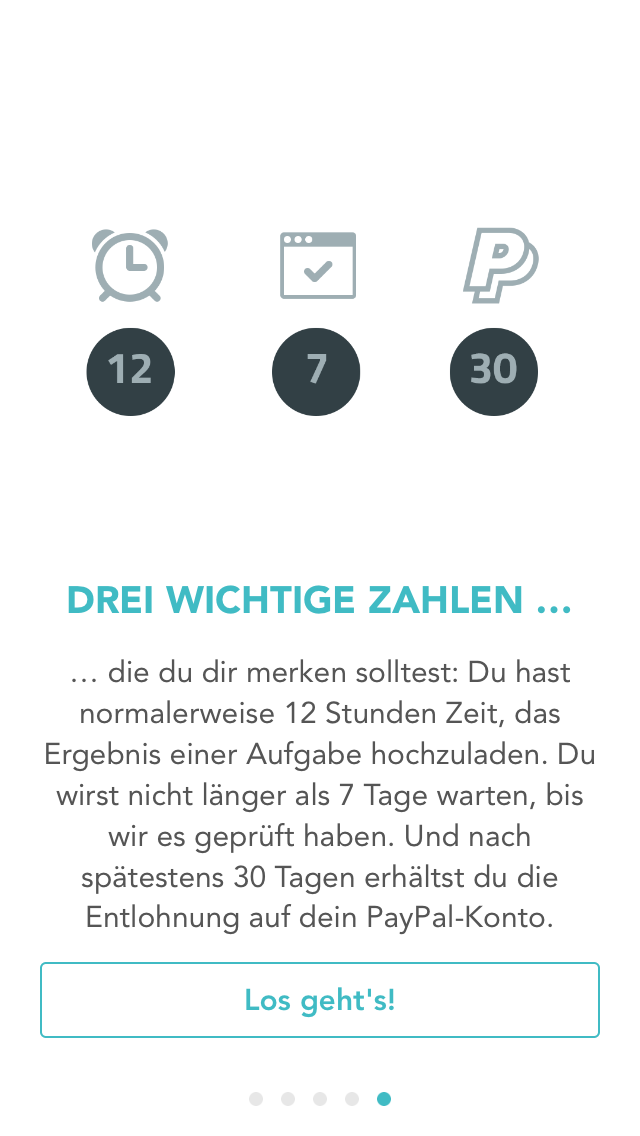 12 7 30
DREI WICHTIGE ZAHLEN …
… die du dir merken solltest: Du hast
normalerweise 12 Stunden Zeit, das
Ergebnis einer Aufgabe hochzuladen. Du
wirst nicht länger als 7 Tage warten, bis
wir es geprüft haben. Und nach
spätestens 30 Tagen erhältst du die
Entlohnung auf dein PayPal-Konto.
Los geht's!